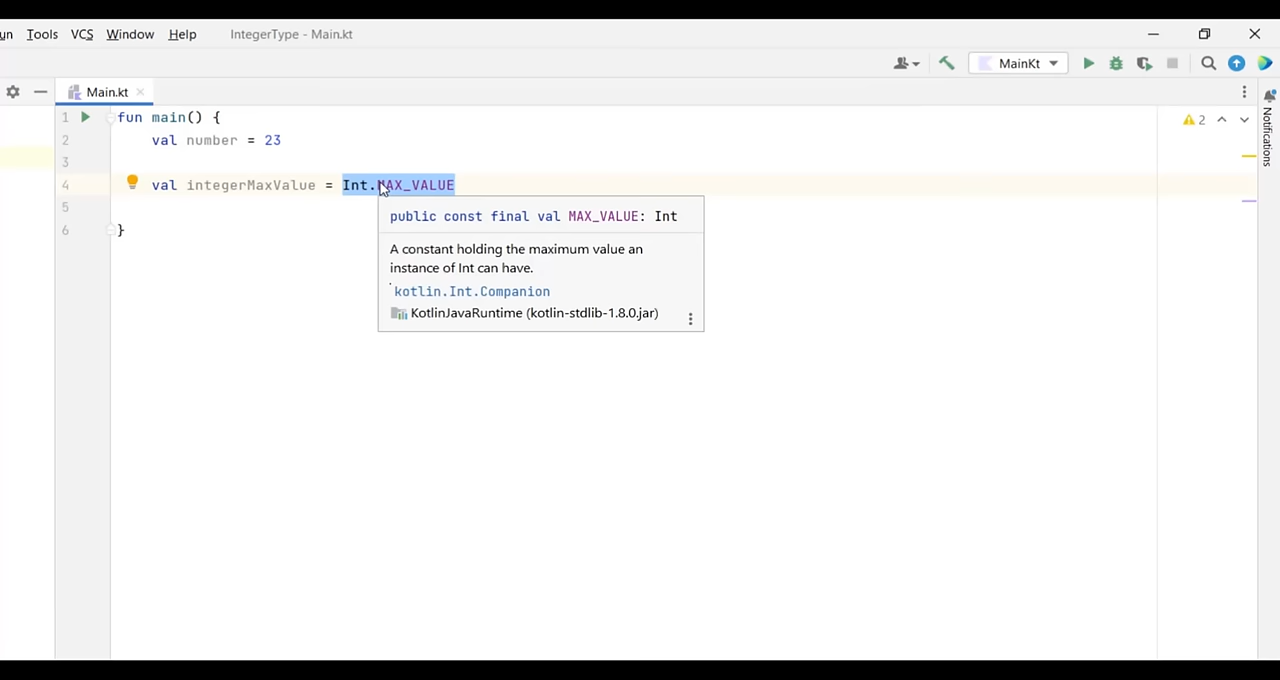 un Tools VCS Window Help IntegerType - Main.kt
MainKt
Main.kt
Notifications
2
1 fun main() {
2 val number = 23
3
4 val integerMaxValue = Int.MAX_VALUE
5
6 }
public const final val MAX_VALUE: Int
A constant holding the maximum value an
instance of Int can have.
kotlin.Int.Companion
KotlinJavaRuntime (kotlin-stdlib-1.8.0.jar)